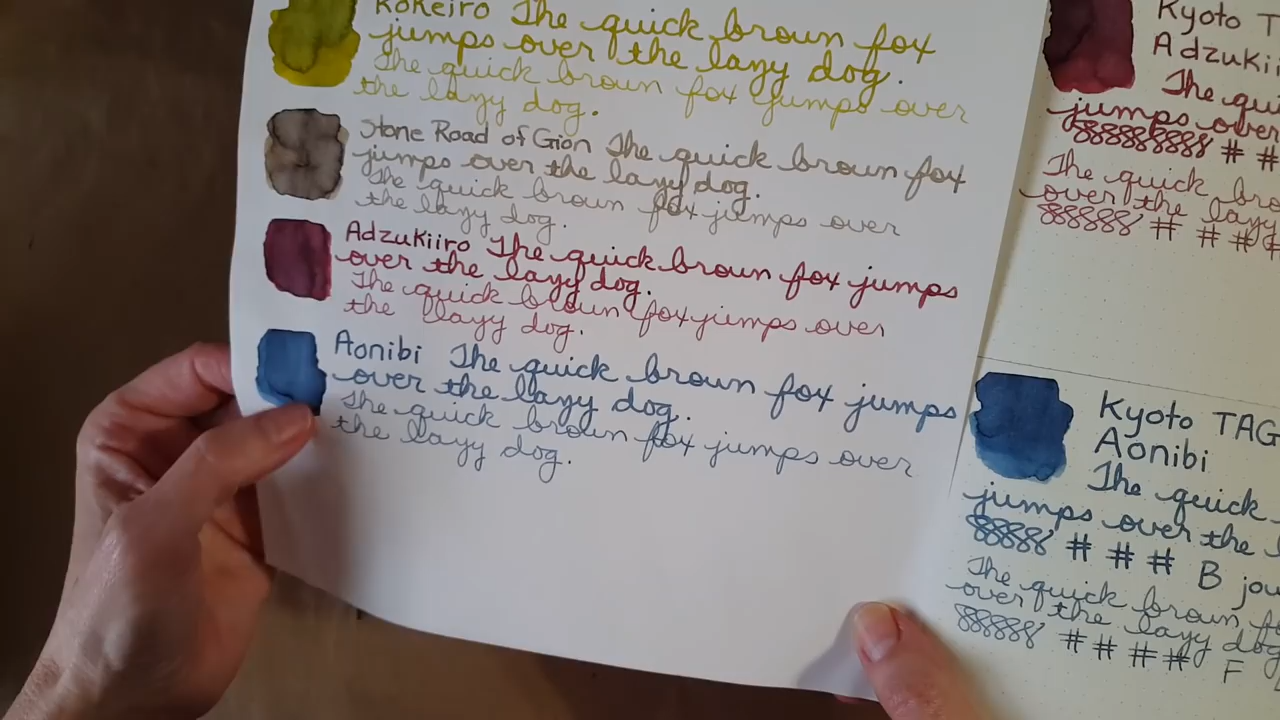 Kokeiro The quick brown fox
jumps over the lazy dog.
The quick brown fox jumps over
the lazy dog.
Stone Road of Gion The quick brown fox
jumps over the lazy dog.
The quick brown fox jumps over
the lazy dog.
Adzukiiro The quick brown fox jumps
over the lazy dog.
The quick brown fox jumps over
the lazy dog.
Aonibi The quick brown fox jumps
over the lazy dog.
The quick brown fox jumps over
the lazy dog.
Kyoto T
Adzukii
The qui
jumps over
8888888888 # #
The quick bro
over the lazy
888888 # # # #
Kyoto TAG
Aonibi
The quick
jumps over the l
88888 # # # B jou
The quick brown fo
over the lazy dog
888888 # # # # F